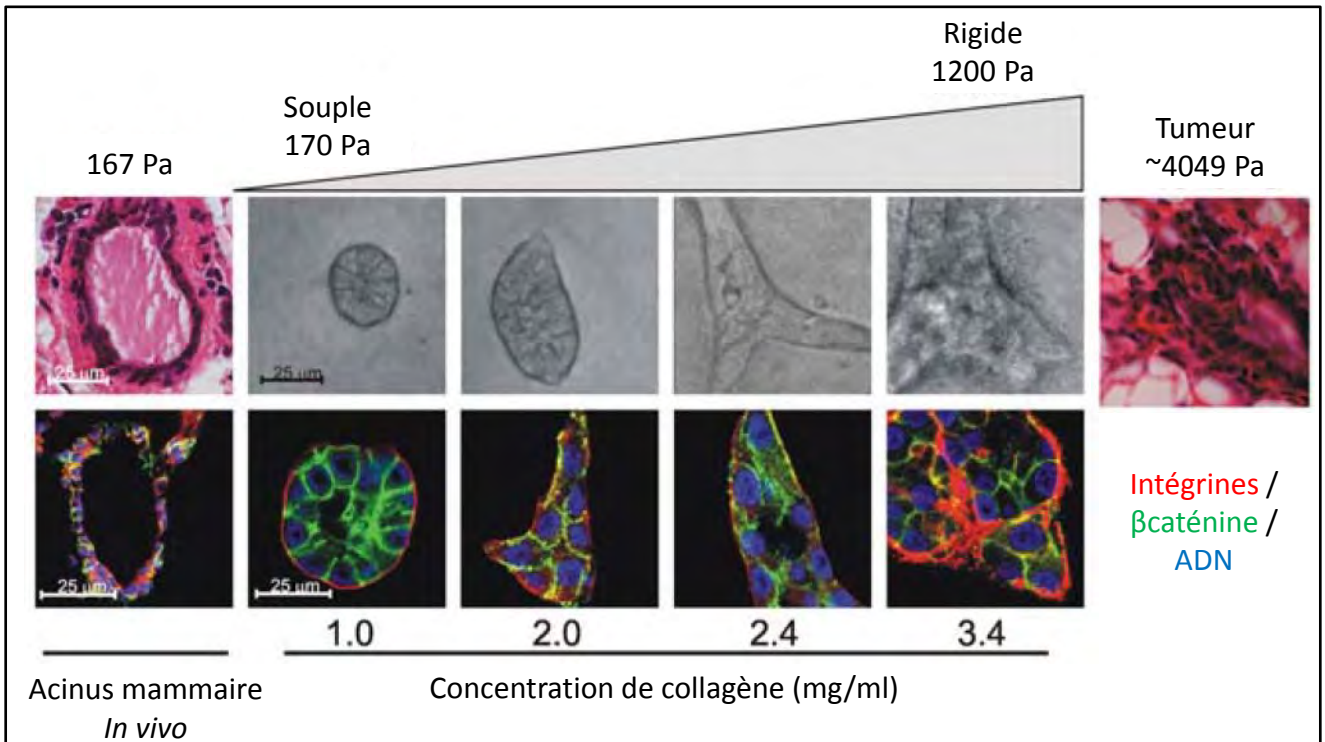 Rigide
1200 Pa
Souple
170 Pa
Tumeur
~4049 Pa
167 Pa
25 µm
25 µm
25 µm
25 µm
Intégrines /
βcaténine /
ADN
1.0 2.0 2.4 3.4
Acinus mammaire
In vivo
Concentration de collagène (mg/ml)